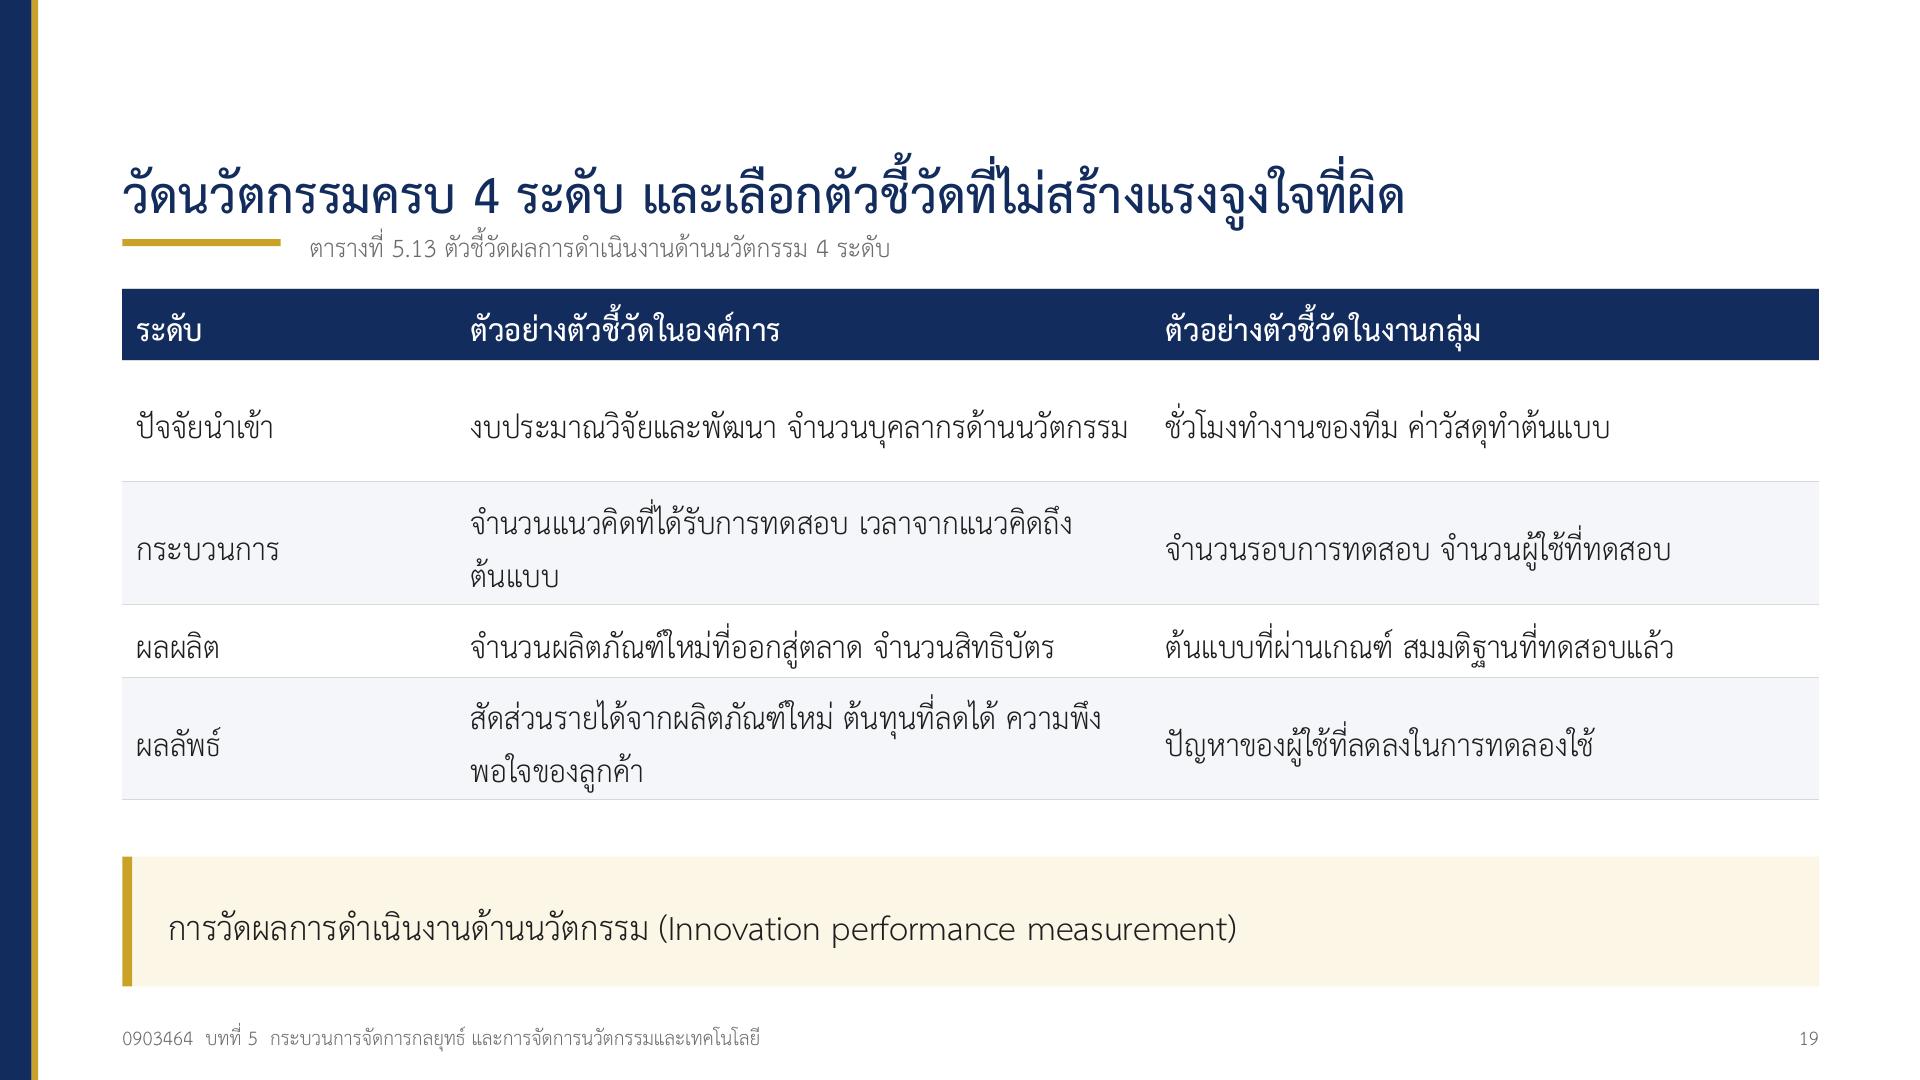 วัดนวัตกรรมครบ 4 ระดับ และเลือกตัวชี้วัดที่ไม่สร้างแรงจูงใจที่ผิด
ตารางที่ 5.13 ตัวชี้วัดผลการดำเนินงานด้านนวัตกรรม 4 ระดับ
ระดับ ตัวอย่างตัวชี้วัดในองค์การ ตัวอย่างตัวชี้วัดในงานกลุ่ม
ปัจจัยนำเข้า งบประมาณวิจัยและพัฒนา จำนวนบุคลากรด้านนวัตกรรม ชั่วโมงทำงานของทีม ค่าวัสดุทำต้นแบบ
กระบวนการ จำนวนแนวคิดที่ได้รับการทดสอบ เวลาจากแนวคิดถึง
ต้นแบบ จำนวนรอบการทดสอบ จำนวนผู้ใช้ที่ทดสอบ
ผลผลิต จำนวนผลิตภัณฑ์ใหม่ที่ออกสู่ตลาด จำนวนสิทธิบัตร ต้นแบบที่ผ่านเกณฑ์ สมมติฐานที่ทดสอบแล้ว
ผลลัพธ์ สัดส่วนรายได้จากผลิตภัณฑ์ใหม่ ต้นทุนที่ลดได้ ความพึง
พอใจของลูกค้า ปัญหาของผู้ใช้ที่ลดลงในการทดลองใช้
การวัดผลการดำเนินงานด้านนวัตกรรม (Innovation performance measurement)
0903464 บทที่ 5 กระบวนการจัดการกลยุทธ์ และการจัดการนวัตกรรมและเทคโนโลยี 19